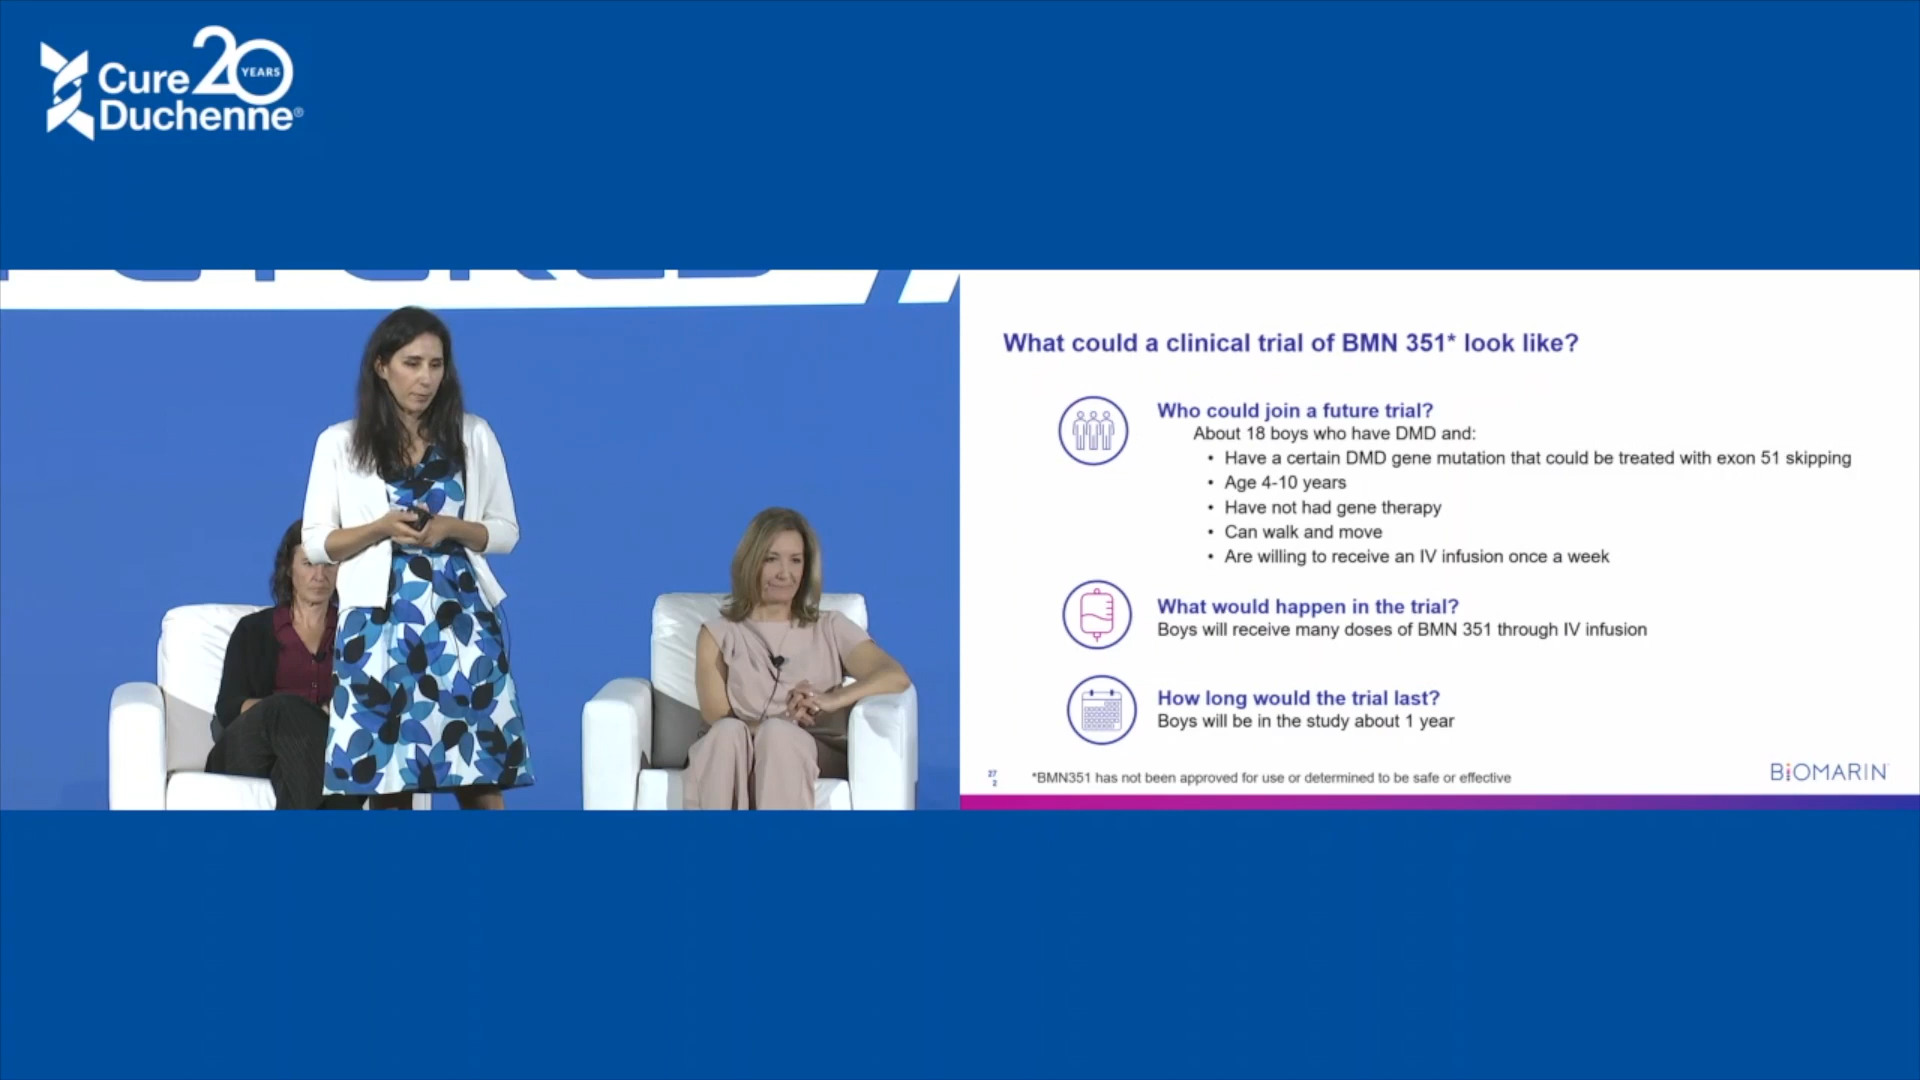 Cure 20 YEARS
Duchenne®
What could a clinical trial of BMN 351* look like?
Who could join a future trial?
About 18 boys who have DMD and:
• Have a certain DMD gene mutation that could be treated with exon 51 skipping
• Age 4-10 years
• Have not had gene therapy
• Can walk and move
• Are willing to receive an IV infusion once a week
What would happen in the trial?
Boys will receive many doses of BMN 351 through IV infusion
How long would the trial last?
Boys will be in the study about 1 year
27
2
*BMN351 has not been approved for use or determined to be safe or effective
BIOMARIN